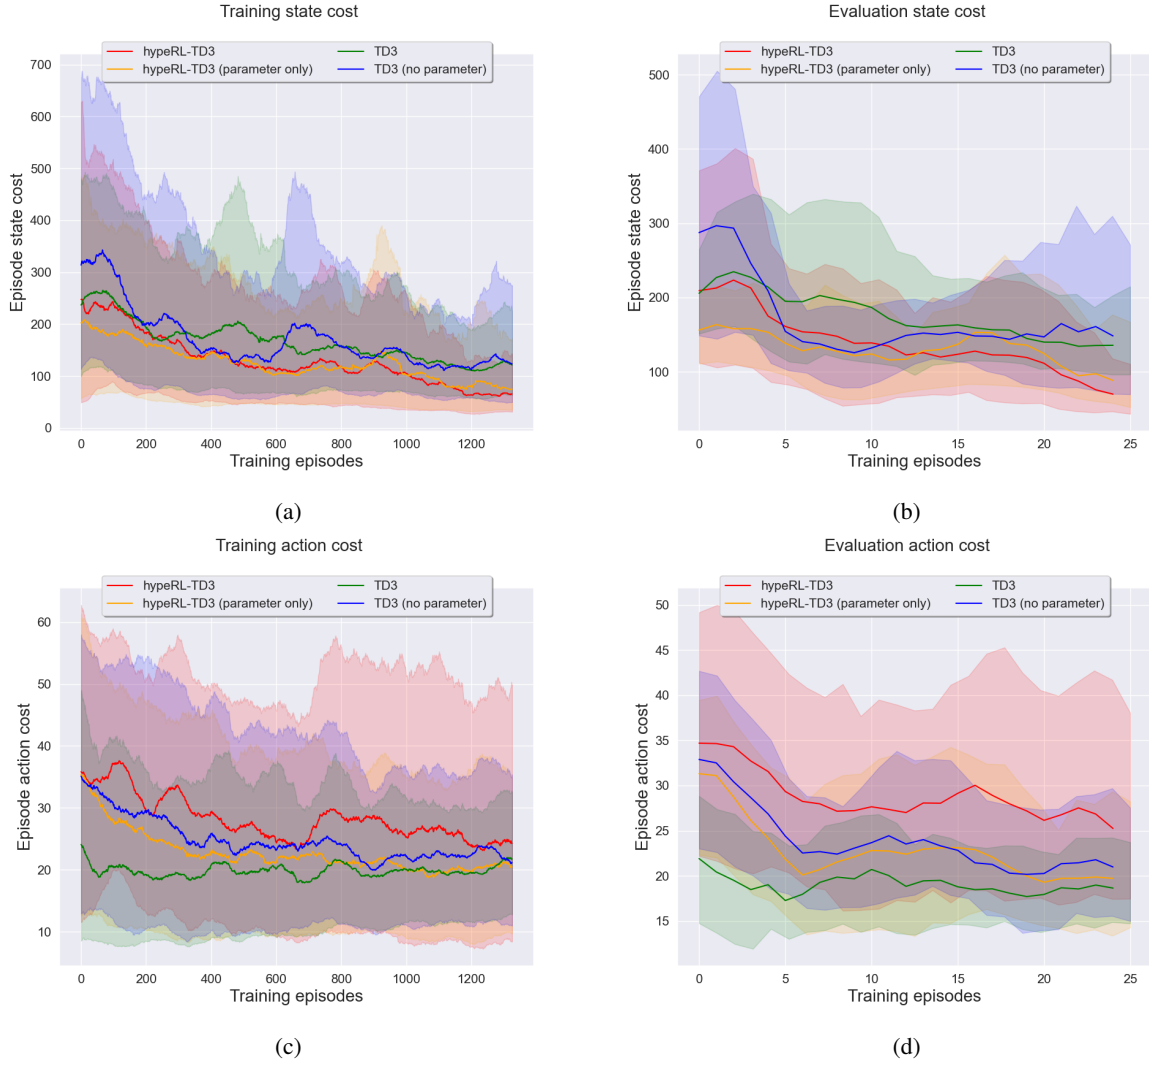 Training state cost
hypeRL-TD3
TD3
hypeRL-TD3 (parameter only)
TD3 (no parameter)
700
600
500
400
300
200
100
0
Episode state cost
0 200 400 600 800 1000 1200
Training episodes
(a)
Evaluation state cost
hypeRL-TD3
TD3
hypeRL-TD3 (parameter only)
TD3 (no parameter)
500
400
300
200
100
Episode state cost
0 5 10 15 20 25
Training episodes
(b)
Training action cost
hypeRL-TD3
TD3
hypeRL-TD3 (parameter only)
TD3 (no parameter)
60
50
40
30
20
10
Episode action cost
0 200 400 600 800 1000 1200
Training episodes
(c)
Evaluation action cost
hypeRL-TD3
TD3
hypeRL-TD3 (parameter only)
TD3 (no parameter)
50
45
40
35
30
25
20
15
Episode action cost
0 5 10 15 20 25
Training episodes
(d)